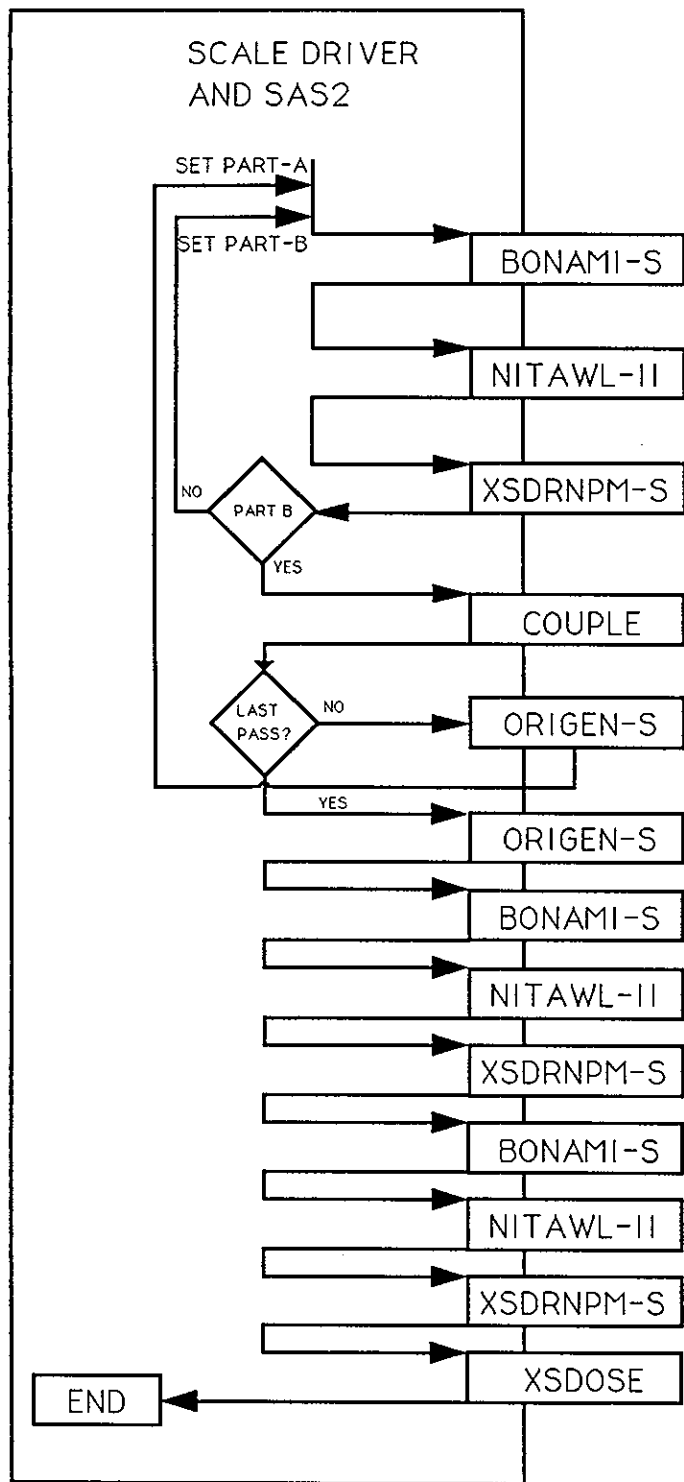 SCALE DRIVER
AND SAS2
SET PART-A
SET PART-B
BONAMI-S
NITAWL-II
XSDRNPM-S
NO
PART B
YES
COUPLE
LAST
PASS?
NO
ORIGEN-S
YES
ORIGEN-S
BONAMI-S
NITAWL-II
XSDRNPM-S
BONAMI-S
NITAWL-II
XSDRNPM-S
XSDOSE
END